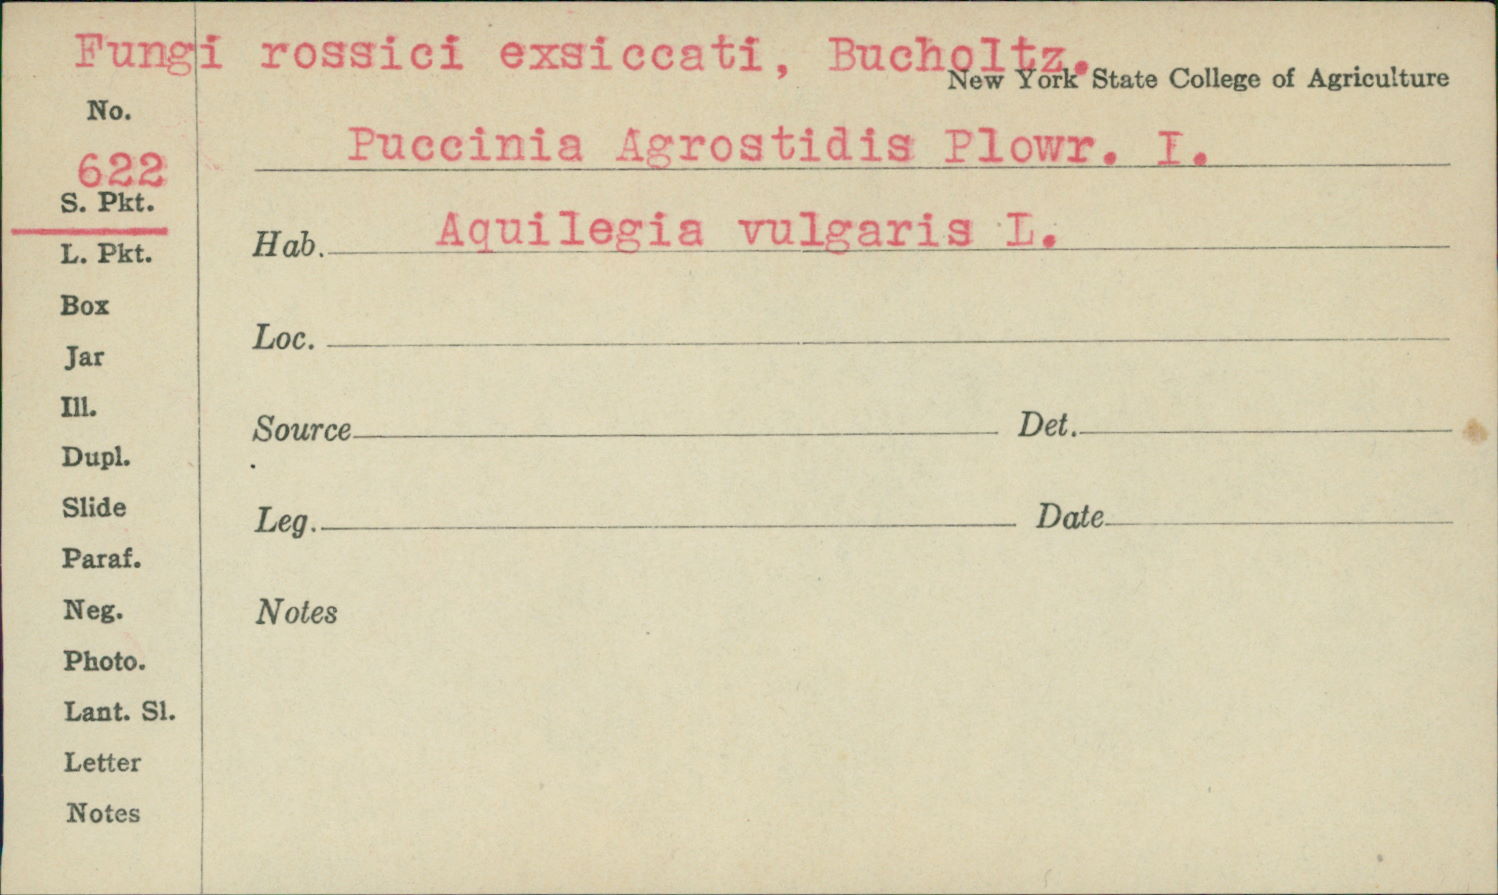 Fungi rossici exsiccati, Bucholtz.
New York State College of Agriculture
No.
622
Puccinia Agrostidis Plowr. I.
S. Pkt.
Hab. Aquilegia vulgaris L.
L. Pkt.
Box
Loc.
Jar
Ill.
Source Det.
Dupl.
Slide
Leg. Date
Paraf.
Neg.
Notes
Photo.
Lant. Sl.
Letter
Notes